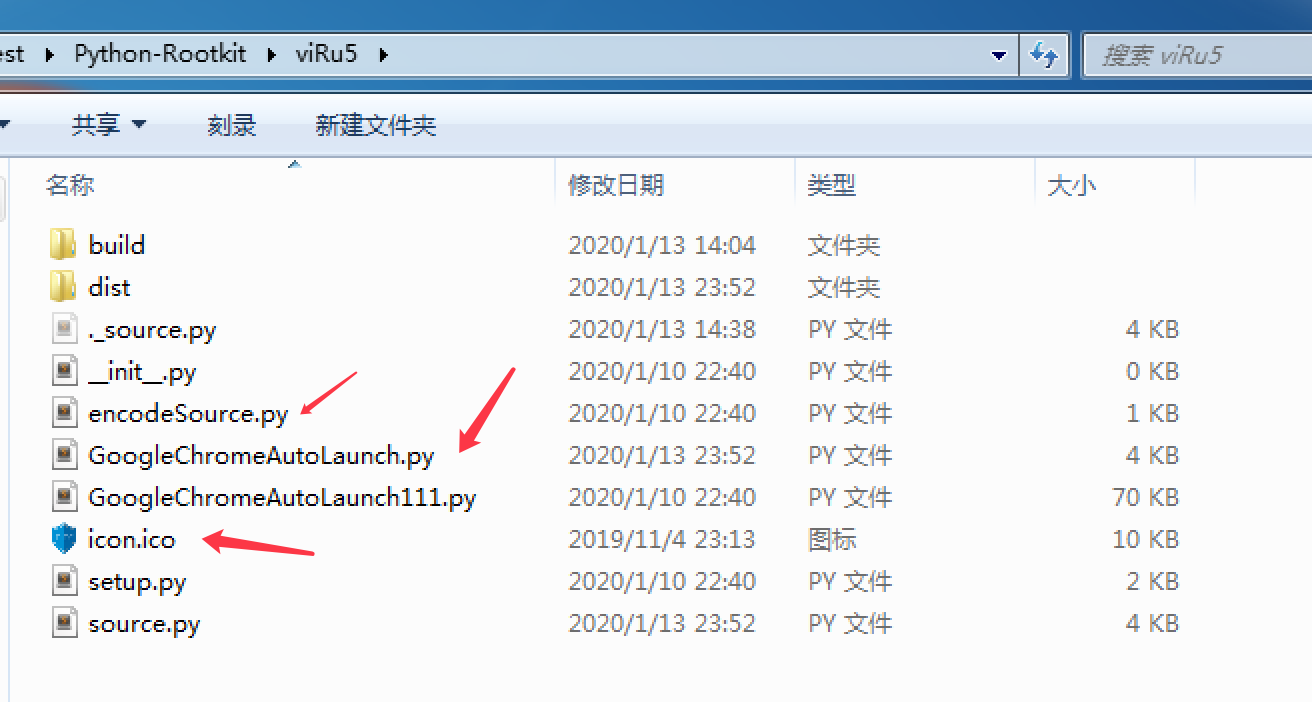 est ▸ Python-Rootkit ▸ viRu5 ▸ 搜索 viRu5
共享 刻录 新建文件夹
名称 修改日期 类型 大小
build 2020/1/13 14:04 文件夹
dist 2020/1/13 23:52 文件夹
._source.py 2020/1/13 14:38 PY 文件 4 KB
__init__.py 2020/1/10 22:40 PY 文件 0 KB
encodeSource.py 2020/1/10 22:40 PY 文件 1 KB
GoogleChromeAutoLaunch.py 2020/1/13 23:52 PY 文件 4 KB
GoogleChromeAutoLaunch111.py 2020/1/10 22:40 PY 文件 70 KB
icon.ico 2019/11/4 23:13 图标 10 KB
setup.py 2020/1/10 22:40 PY 文件 2 KB
source.py 2020/1/13 23:52 PY 文件 4 KB